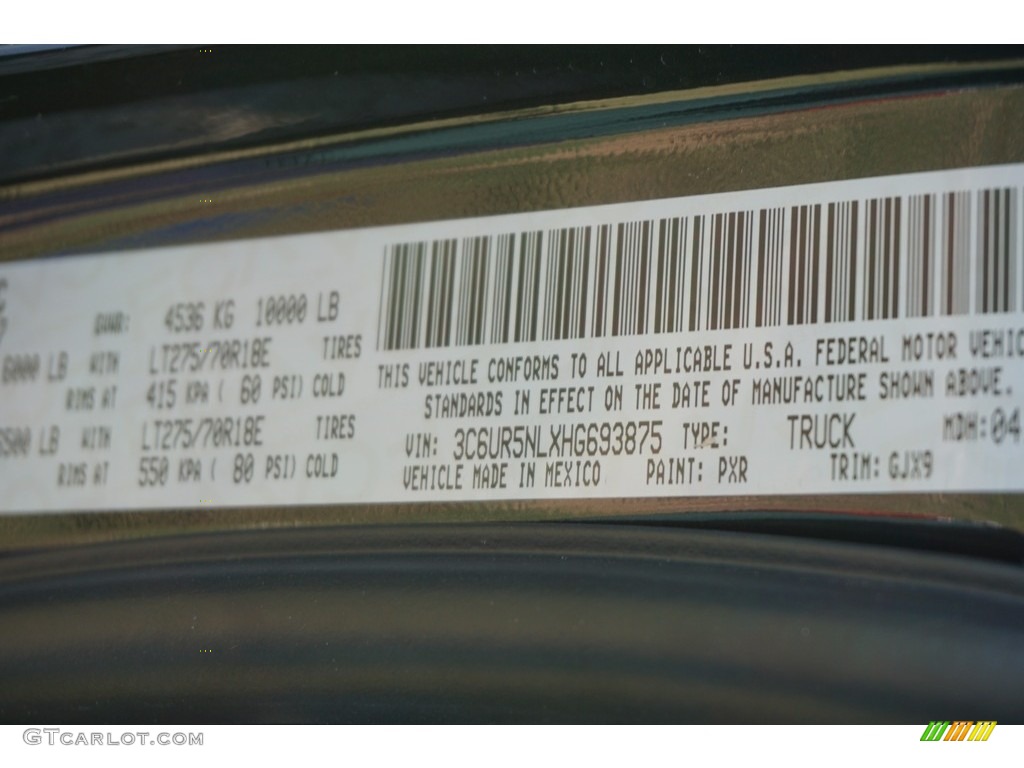 GVWR: 4536 KG 10000 LB
6000 LB WITH LT275/70R18E TIRES
RIMS AT 415 KPA ( 60 PSI) COLD
6500 LB WITH LT275/70R18E TIRES
RIMS AT 550 KPA ( 80 PSI) COLD
THIS VEHICLE CONFORMS TO ALL APPLICABLE U.S.A. FEDERAL MOTOR VEHIC
STANDARDS IN EFFECT ON THE DATE OF MANUFACTURE SHOWN ABOVE.
VIN: 3C6UR5NLXHG693875 TYPE: TRUCK MDH: 04
VEHICLE MADE IN MEXICO PAINT: PXR TRIM: GJX9
GTCARLOT.COM